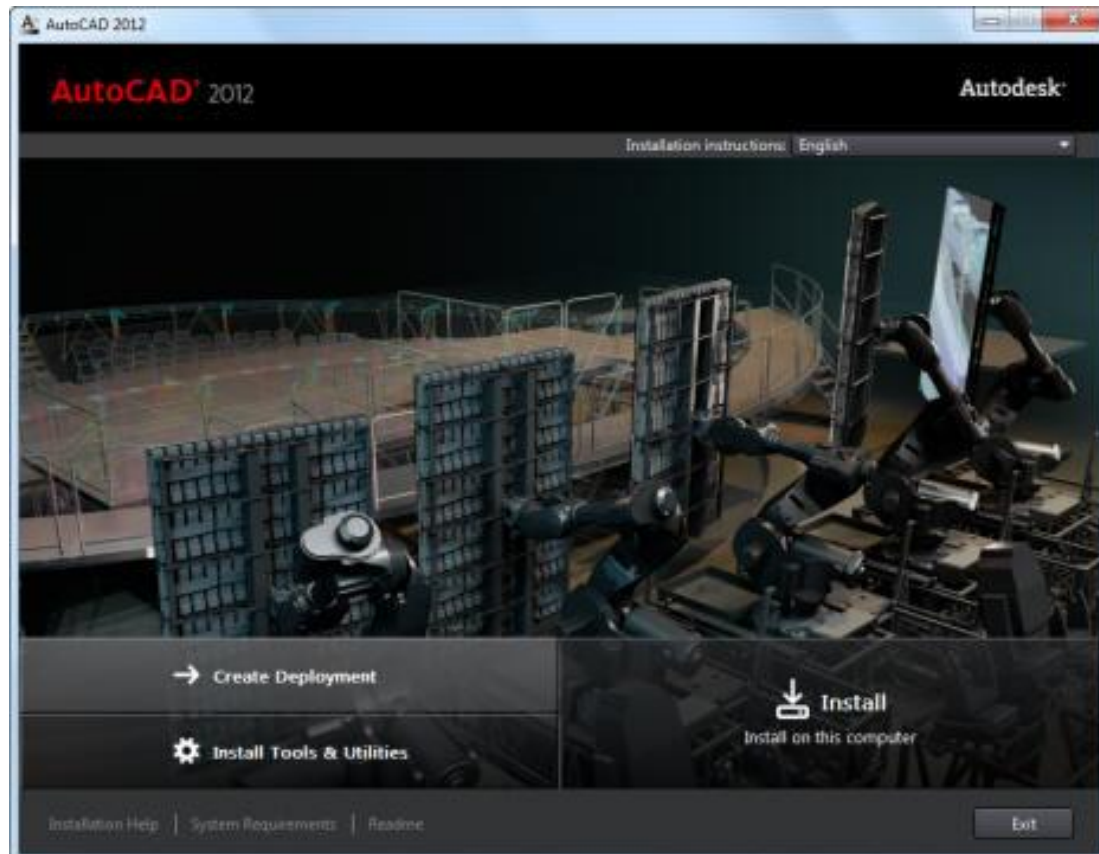 AutoCAD 2012
AutoCAD® 2012
Autodesk®
Installation instructions: English
Create Deployment
Install Tools & Utilities
Install
Install on this computer
Installation Help | System Requirements | Readme
Exit